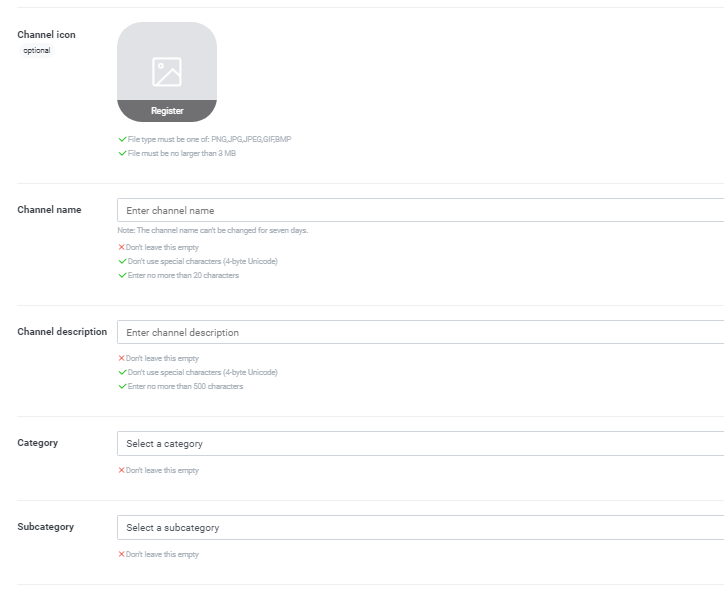 Channel icon
optional
Register
File type must be one of: PNG,JPG,JPEG,GIF,BMP
File must be no larger than 3 MB
Channel name
Enter channel name
Note: The channel name can't be changed for seven days.
Don't leave this empty
Don't use special characters (4-byte Unicode)
Enter no more than 20 characters
Channel description
Enter channel description
Don't leave this empty
Don't use special characters (4-byte Unicode)
Enter no more than 500 characters
Category
Select a category
Don't leave this empty
Subcategory
Select a subcategory
Don't leave this empty